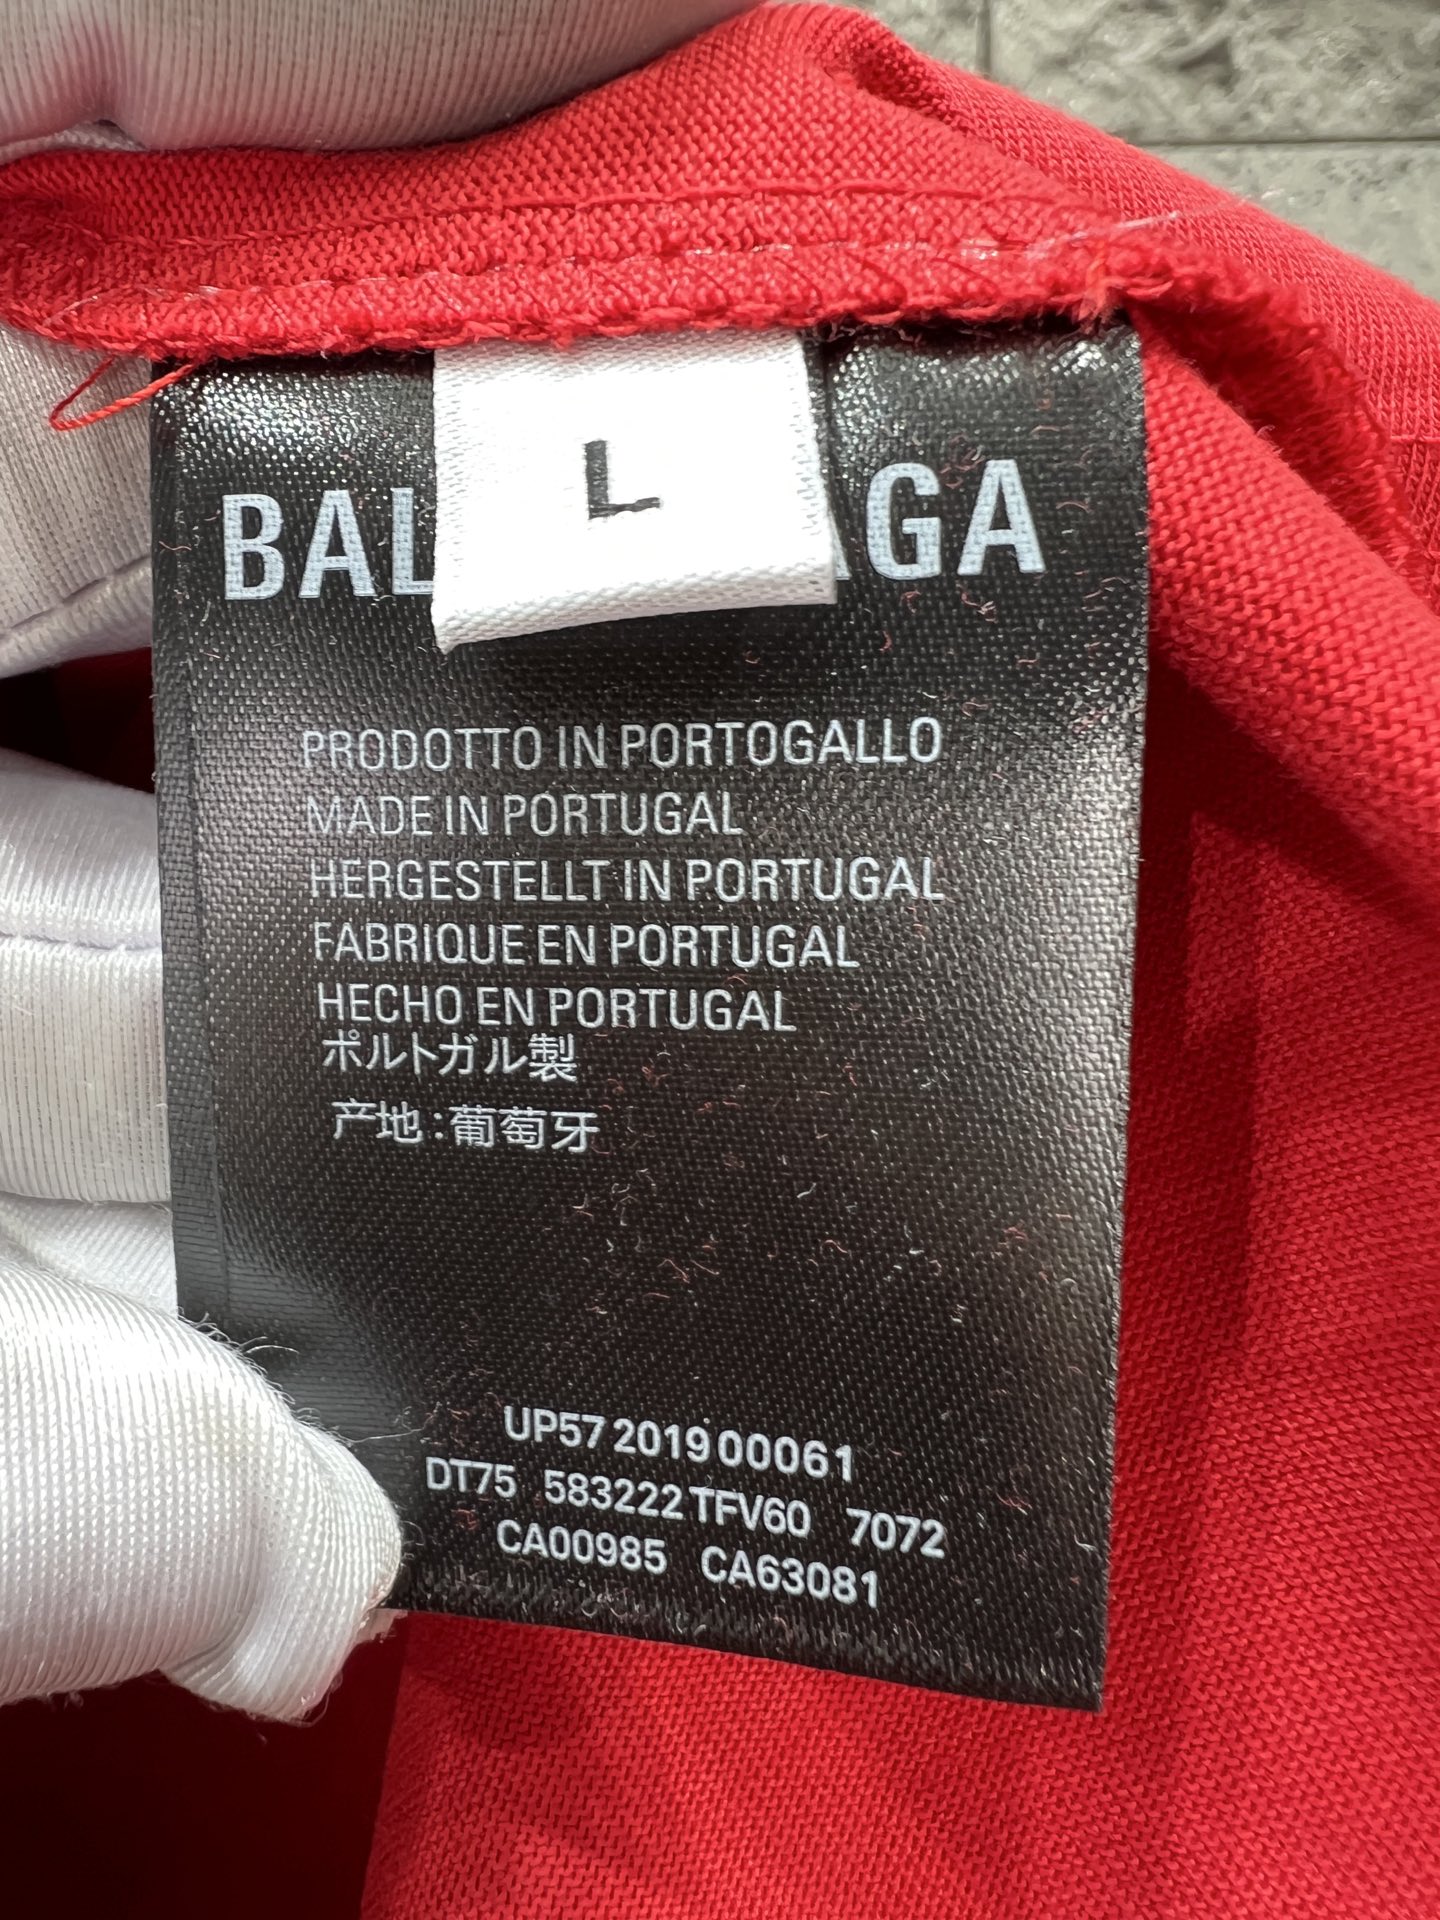 L
BAL AGA
PRODOTTO IN PORTOGALLO
MADE IN PORTUGAL
HERGESTELLT IN PORTUGAL
FABRIQUE EN PORTUGAL
HECHO EN PORTUGAL
ポルトガル製
产地:葡萄牙
UP57 2019 00061
DT75 583222 TFV60 7072
CA00985 CA63081